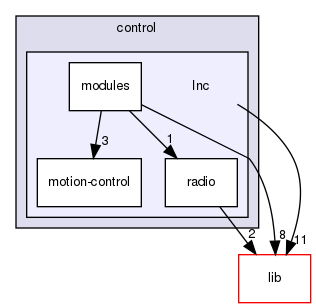 control
modules
Inc
3
1
motion-control
radio
2
8
11
lib